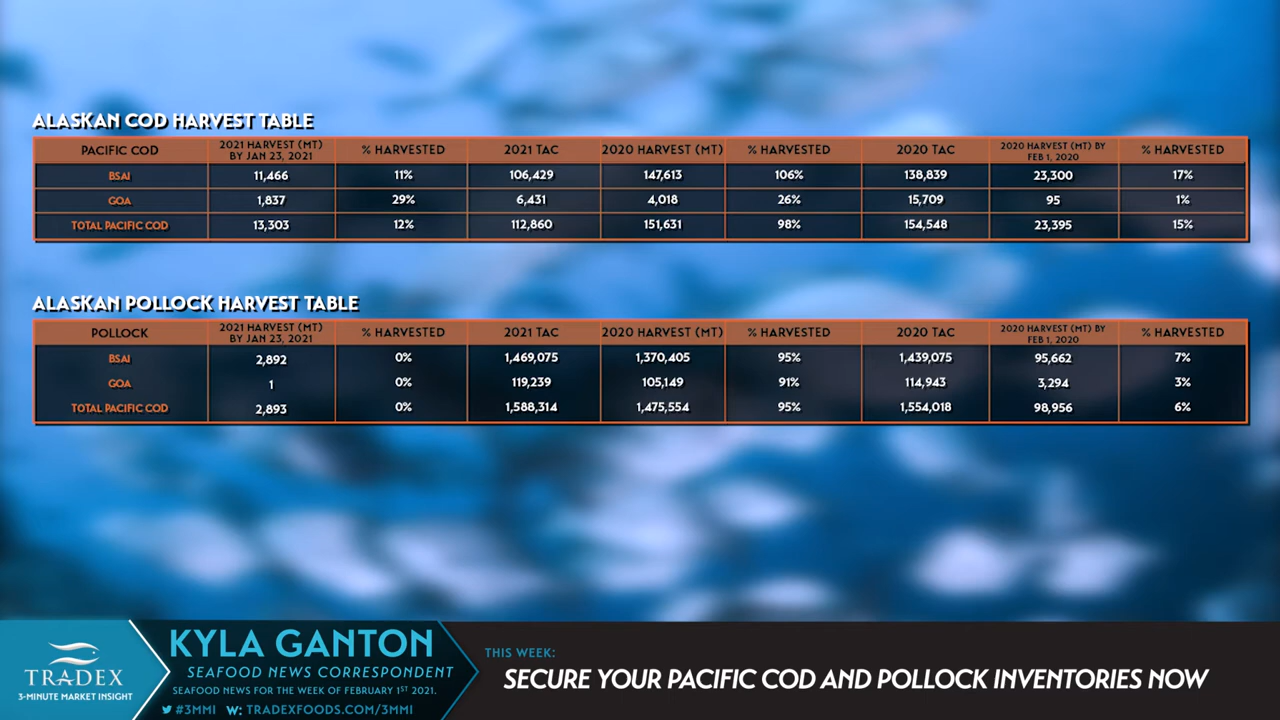 ALASKAN COD HARVEST TABLE
PACIFIC COD 2021 HARVEST (MT) BY JAN 23, 2021 % HARVESTED 2021 TAC 2020 HARVEST (MT) % HARVESTED 2020 TAC 2020 HARVEST (MT) BY FEB 1, 2020 % HARVESTED
BSAI 11,466 11% 106,429 147,613 106% 138,839 23,300 17%
GOA 1,837 29% 6,431 4,018 26% 15,709 95 1%
TOTAL PACIFIC COD 13,303 12% 112,860 151,631 98% 154,548 23,395 15%
ALASKAN POLLOCK HARVEST TABLE
POLLOCK 2021 HARVEST (MT) BY JAN 23, 2021 % HARVESTED 2021 TAC 2020 HARVEST (MT) % HARVESTED 2020 TAC 2020 HARVEST (MT) BY FEB 1, 2020 % HARVESTED
BSAI 2,892 0% 1,469,075 1,370,405 95% 1,439,075 95,662 7%
GOA 1 0% 119,239 105,149 91% 114,943 3,294 3%
TOTAL PACIFIC COD 2,893 0% 1,588,314 1,475,554 95% 1,554,018 98,956 6%
TRADEX
3-MINUTE MARKET INSIGHT
KYLA GANTON
SEAFOOD NEWS CORRESPONDENT
SEAFOOD NEWS FOR THE WEEK OF FEBRUARY 1ST 2021.
#3MMI W: TRADEXFOODS.COM/3MMI
THIS WEEK:
SECURE YOUR PACIFIC COD AND POLLOCK INVENTORIES NOW